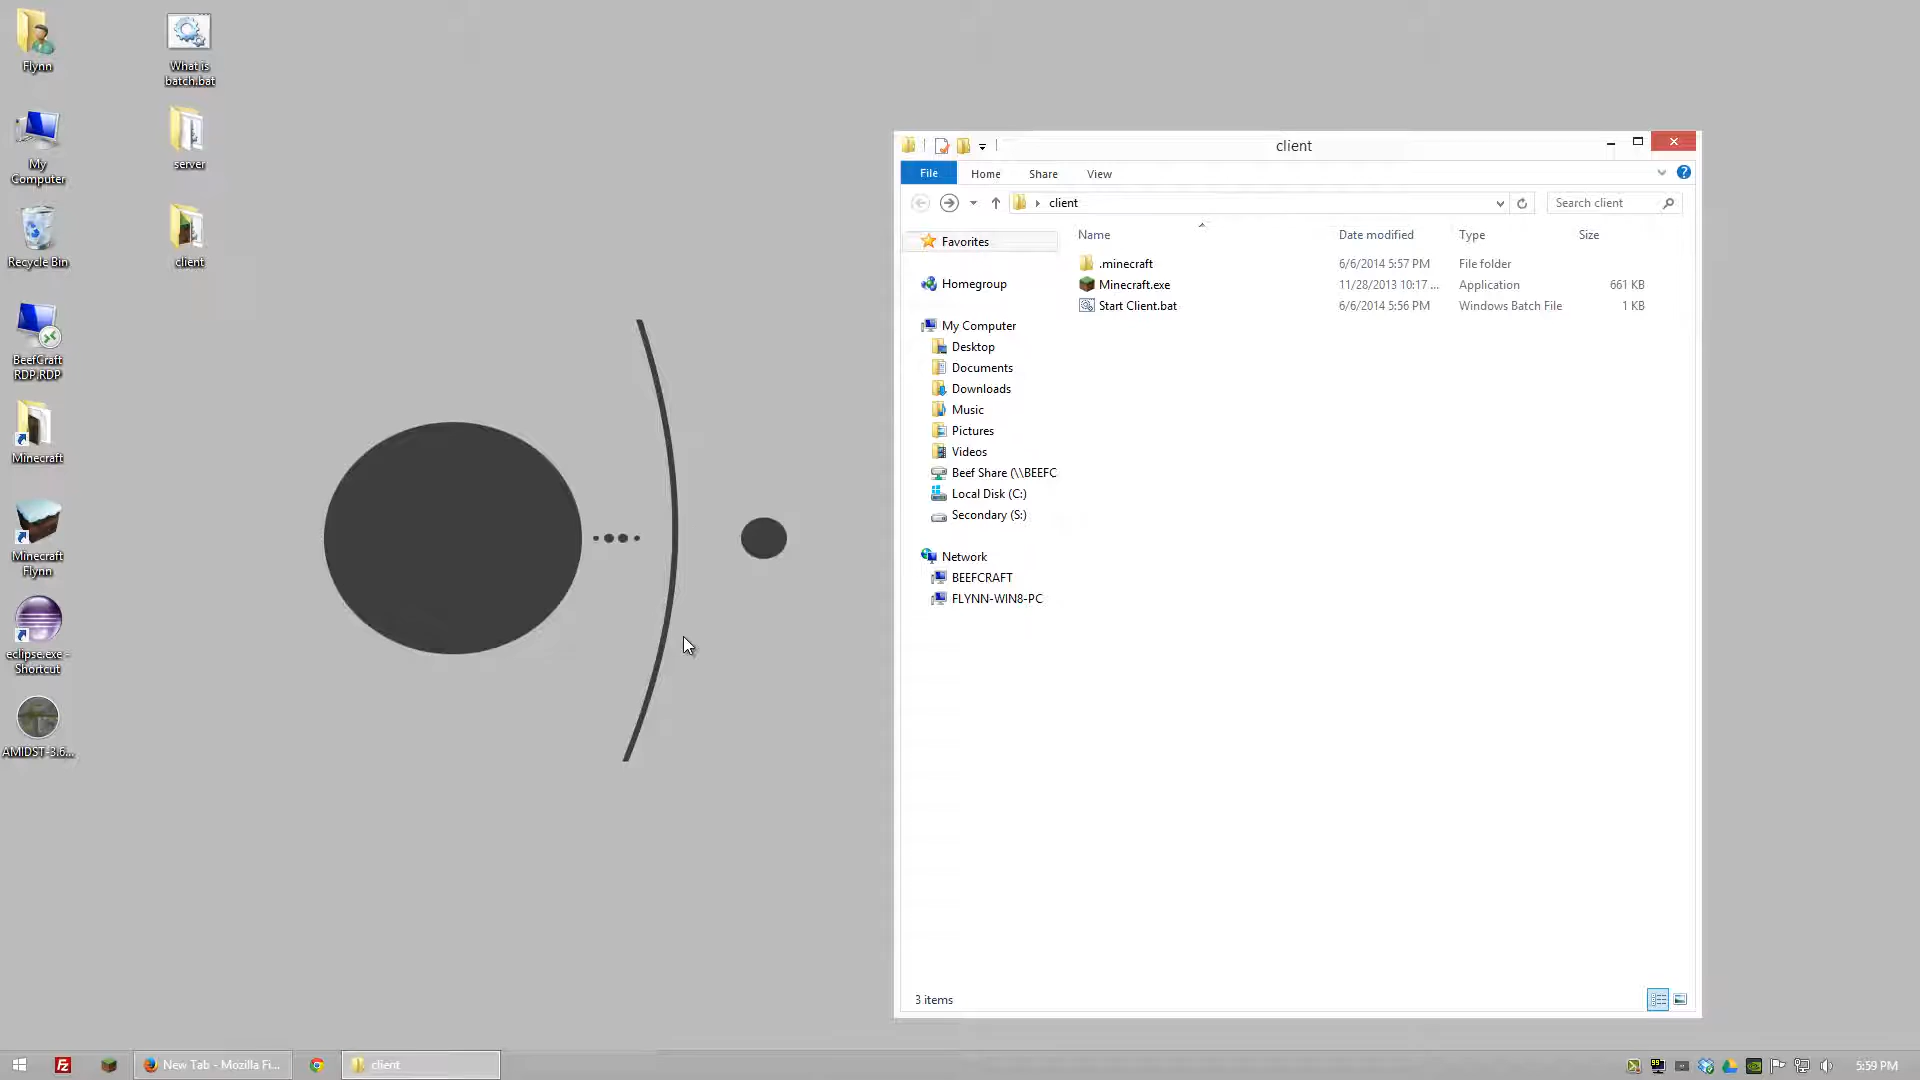 Flynn
My
Computer
Recycle Bin
BeefCraft
RDP.RDP
Minecraft
Minecraft
Flynn
eclipse.exe -
Shortcut
AMIDST-3.6...
What is
batch.bat
server
client
client
File
Home
Share
View
client
Search client
Name
Date modified
Type
Size
.minecraft 6/6/2014 5:57 PM File folder
Minecraft.exe 11/28/2013 10:17 ... Application 661 KB
Start Client.bat 6/6/2014 5:56 PM Windows Batch File 1 KB
Favorites
Homegroup
My Computer
Desktop
Documents
Downloads
Music
Pictures
Videos
Beef Share (\\BEEFC
Local Disk (C:)
Secondary (S:)
Network
BEEFCRAFT
FLYNN-WIN8-PC
3 items
Fz
New Tab - Mozilla Fi...
client
99
5:59 PM